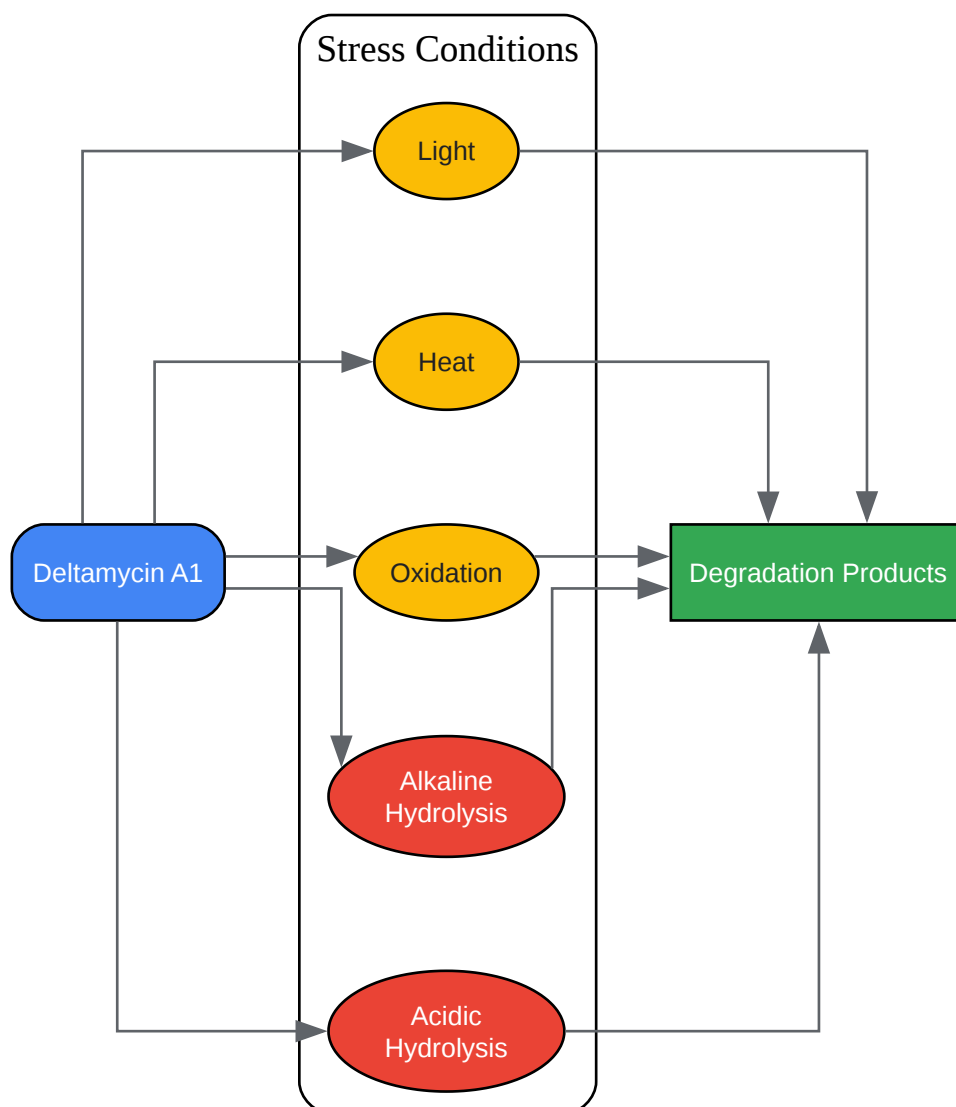 Stress Conditions
Light
Heat
Deltamycin A1
Oxidation
Degradation Products
Alkaline
Hydrolysis
Acidic
Hydrolysis